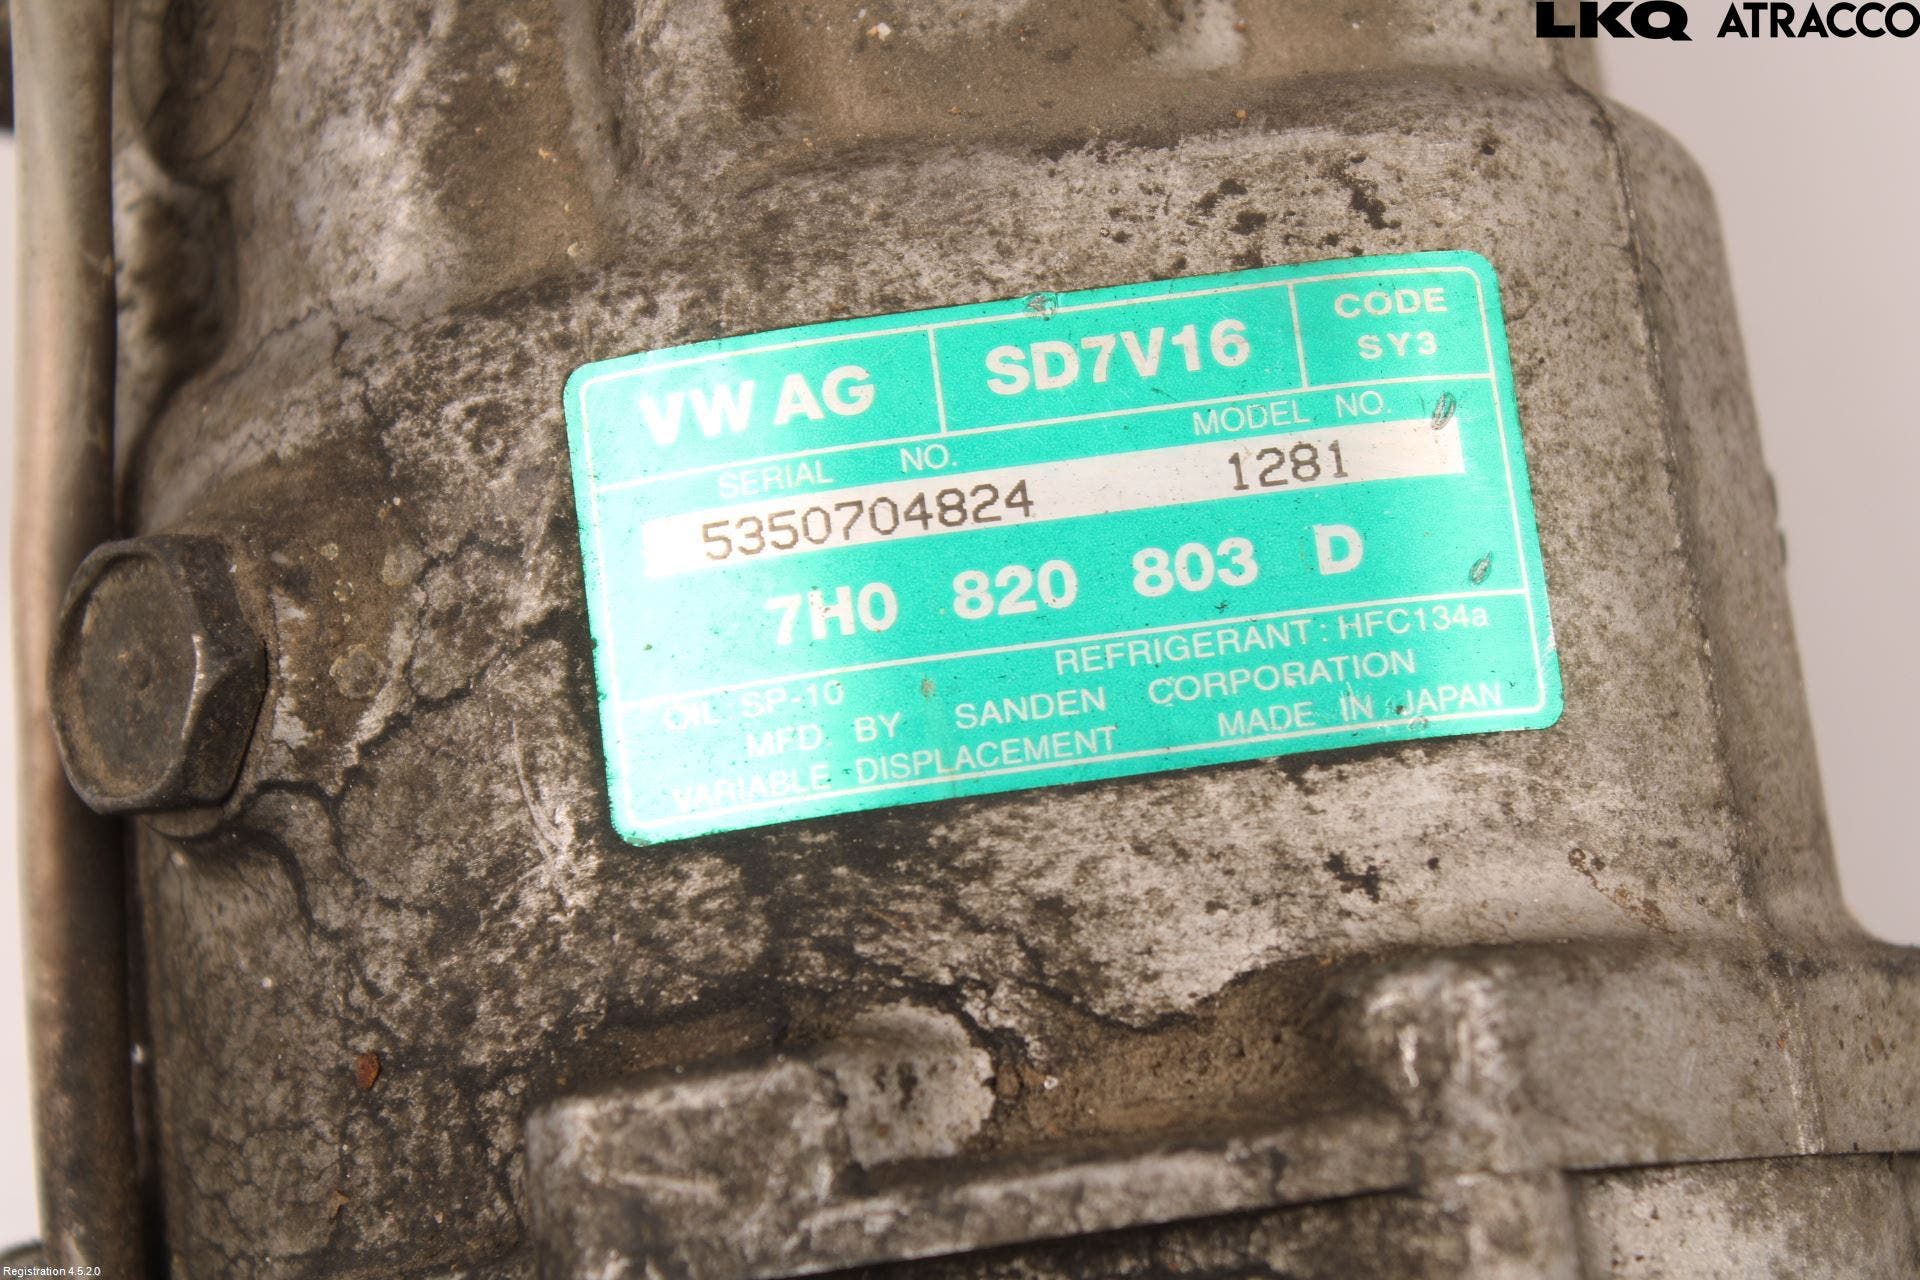 LKQ ATRACCO
VW AG SD7V16 CODE SY3
SERIAL NO. MODEL NO.
5350704824 1281
7H0 820 803 D
OIL : SP-10 REFRIGERANT : HFC134a
MFD. BY SANDEN CORPORATION
VARIABLE DISPLACEMENT MADE IN JAPAN
Registration 4.5.2.0